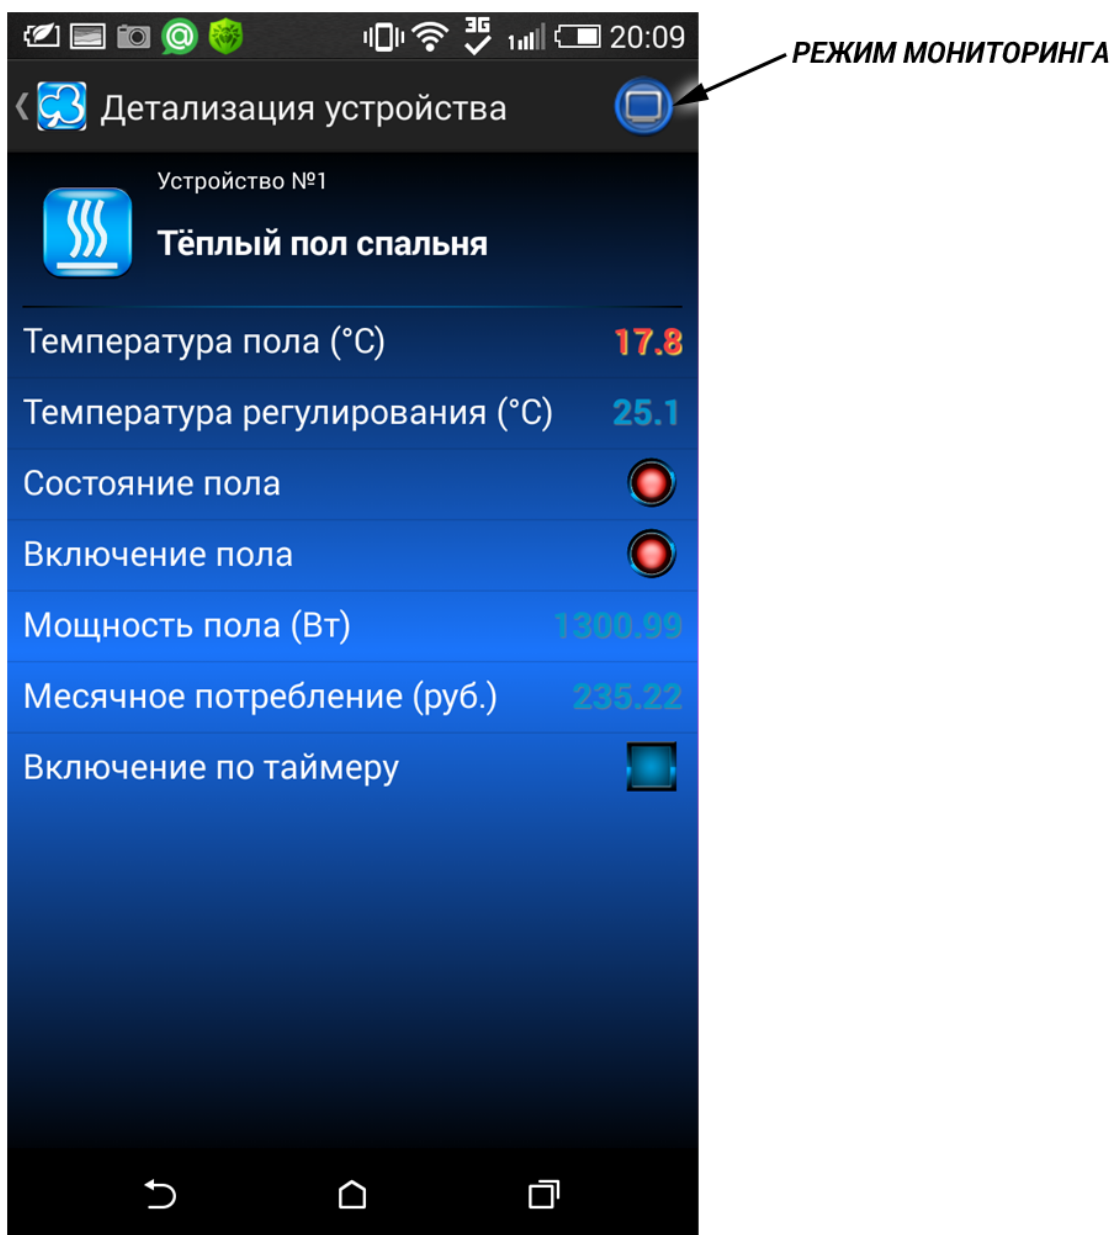 3G
20:09
РЕЖИМ МОНИТОРИНГА
Детализация устройства
Устройство №1
Тёплый пол спальня
Температура пола (°C) 17.8
Температура регулирования (°C) 25.1
Состояние пола
Включение пола
Мощность пола (Вт) 1300.99
Месячное потребление (руб.) 235.22
Включение по таймеру